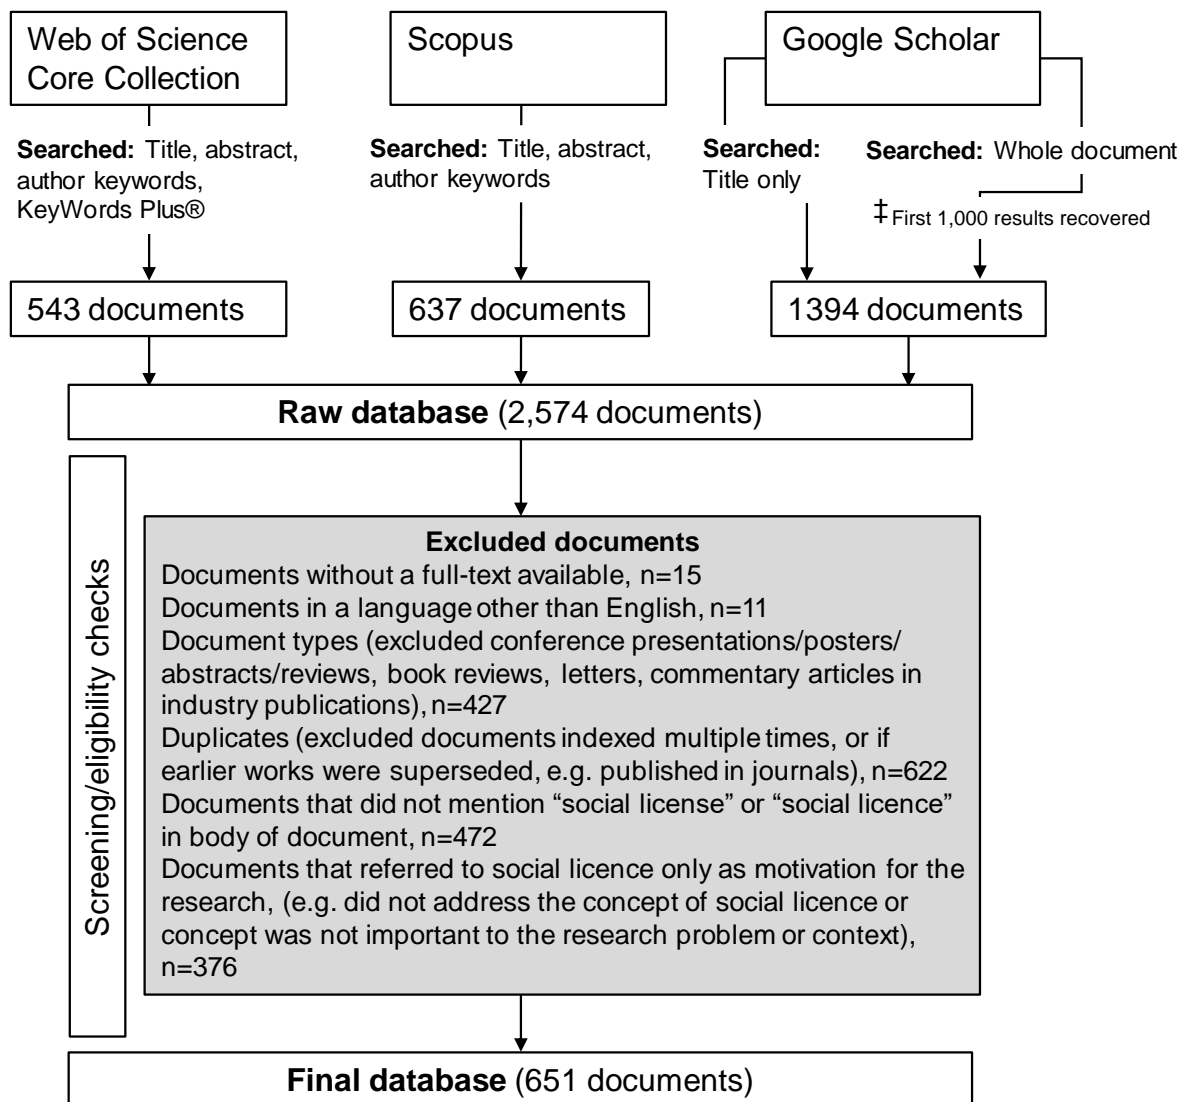 Web of Science
Core Collection
Scopus
Google Scholar
Searched: Title, abstract,
author keywords,
KeyWords Plus®
Searched: Title, abstract,
author keywords
Searched:
Title only
Searched: Whole document
‡First 1,000 results recovered
543 documents
637 documents
1394 documents
Raw database (2,574 documents)
Screening/eligibility checks
Excluded documents
Documents without a full-text available, n=15
Documents in a language other than English, n=11
Document types (excluded conference presentations/posters/
abstracts/reviews, book reviews, letters, commentary articles in
industry publications), n=427
Duplicates (excluded documents indexed multiple times, or if
earlier works were superseded, e.g. published in journals), n=622
Documents that did not mention “social license” or “social licence”
in body of document, n=472
Documents that referred to social licence only as motivation for the
research, (e.g. did not address the concept of social licence or
concept was not important to the research problem or context),
n=376
Final database (651 documents)